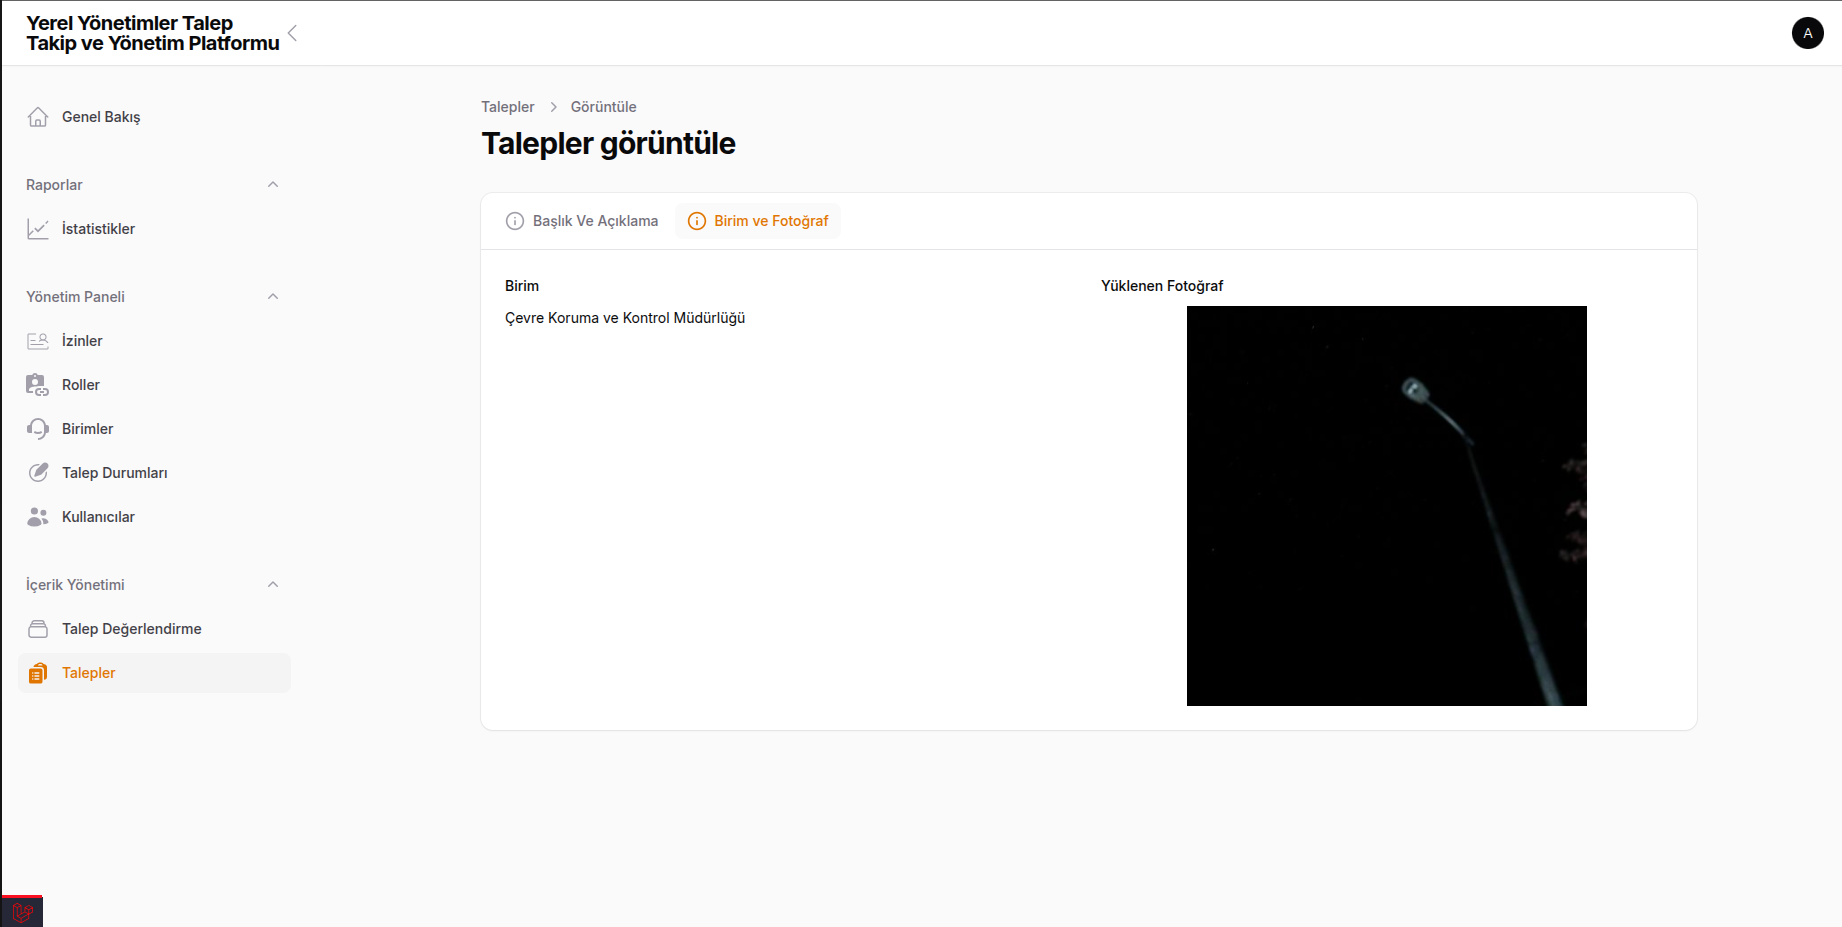 Yerel Yönetimler Talep
Takip ve Yönetim Platformu
A
Genel Bakış
Raporlar
İstatistikler
Yönetim Paneli
İzinler
Roller
Birimler
Talep Durumları
Kullanıcılar
İçerik Yönetimi
Talep Değerlendirme
Talepler
Talepler
Görüntüle
Talepler görüntüle
Başlık Ve Açıklama
Birim ve Fotoğraf
Birim
Çevre Koruma ve Kontrol Müdürlüğü
Yüklenen Fotoğraf